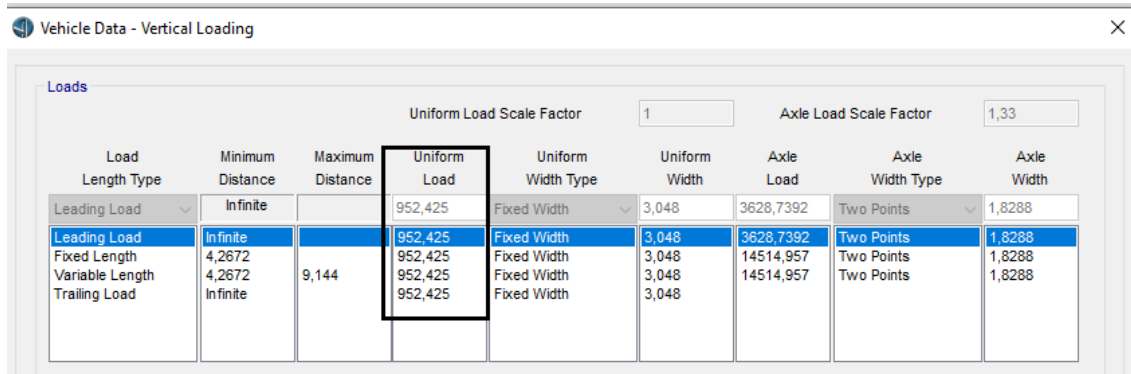 Vehicle Data - Vertical Loading
Loads
Uniform Load Scale Factor 1 Axle Load Scale Factor 1,33
Load Minimum Maximum Uniform Uniform Uniform Axle Axle Axle
Length Type Distance Distance Load Width Type Width Load Width Type Width
Leading Load Infinite 952,425 Fixed Width 3,048 3628,7392 Two Points 1,8288
Leading Load Infinite 952,425 Fixed Width 3,048 3628,7392 Two Points 1,8288
Fixed Length 4,2672 952,425 Fixed Width 3,048 14514,957 Two Points 1,8288
Variable Length 4,2672 9,144 952,425 Fixed Width 3,048 14514,957 Two Points 1,8288
Trailing Load Infinite 952,425 Fixed Width 3,048